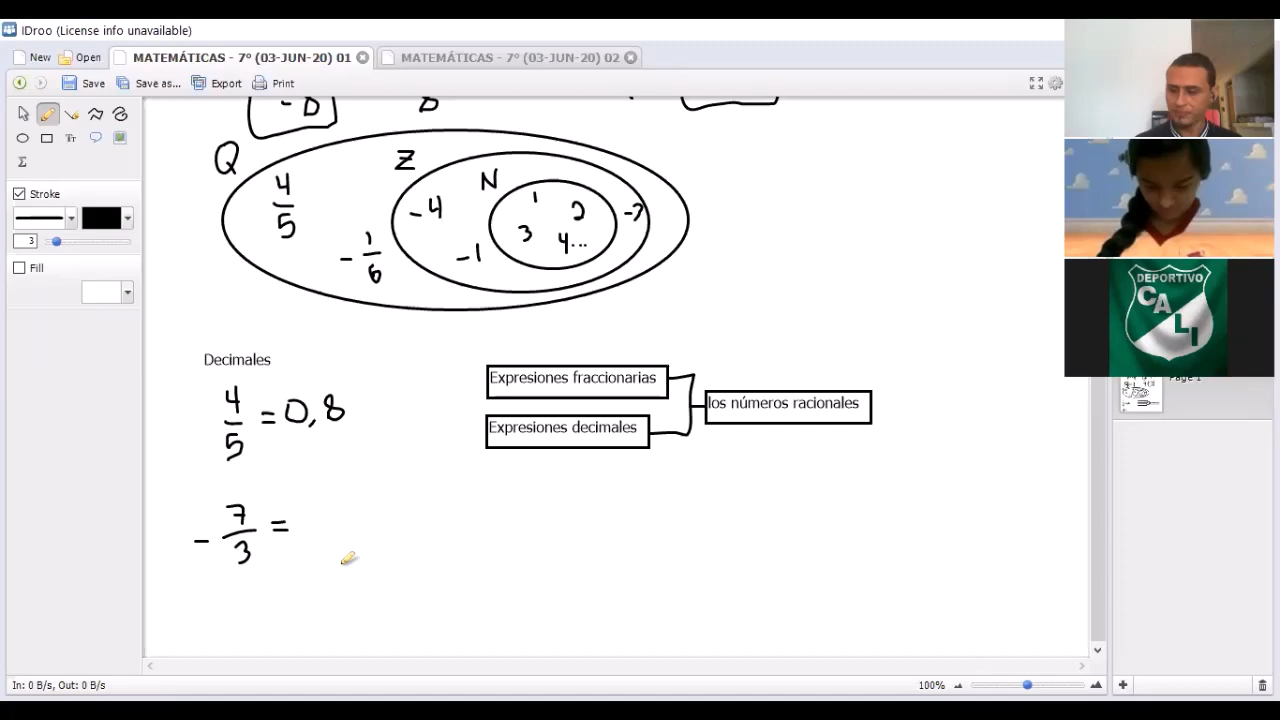 IDroo (License info unavailable)
New Open MATEMÁTICAS - 7º (03-JUN-20) 01 MATEMÁTICAS - 7º (03-JUN-20) 02
Save Save as... Export Print
Tr
Σ
Stroke
3
Fill
Q Z N
4/5 -4 1 2 -7
-1/6 -1 3 4...
Decimales
4/5 = 0,8
Expresiones fraccionarias
Expresiones decimales
los números racionales
-7/3 =
DEPORTIVO
CALI
Page 1
In: 0 B/s, Out: 0 B/s
100%